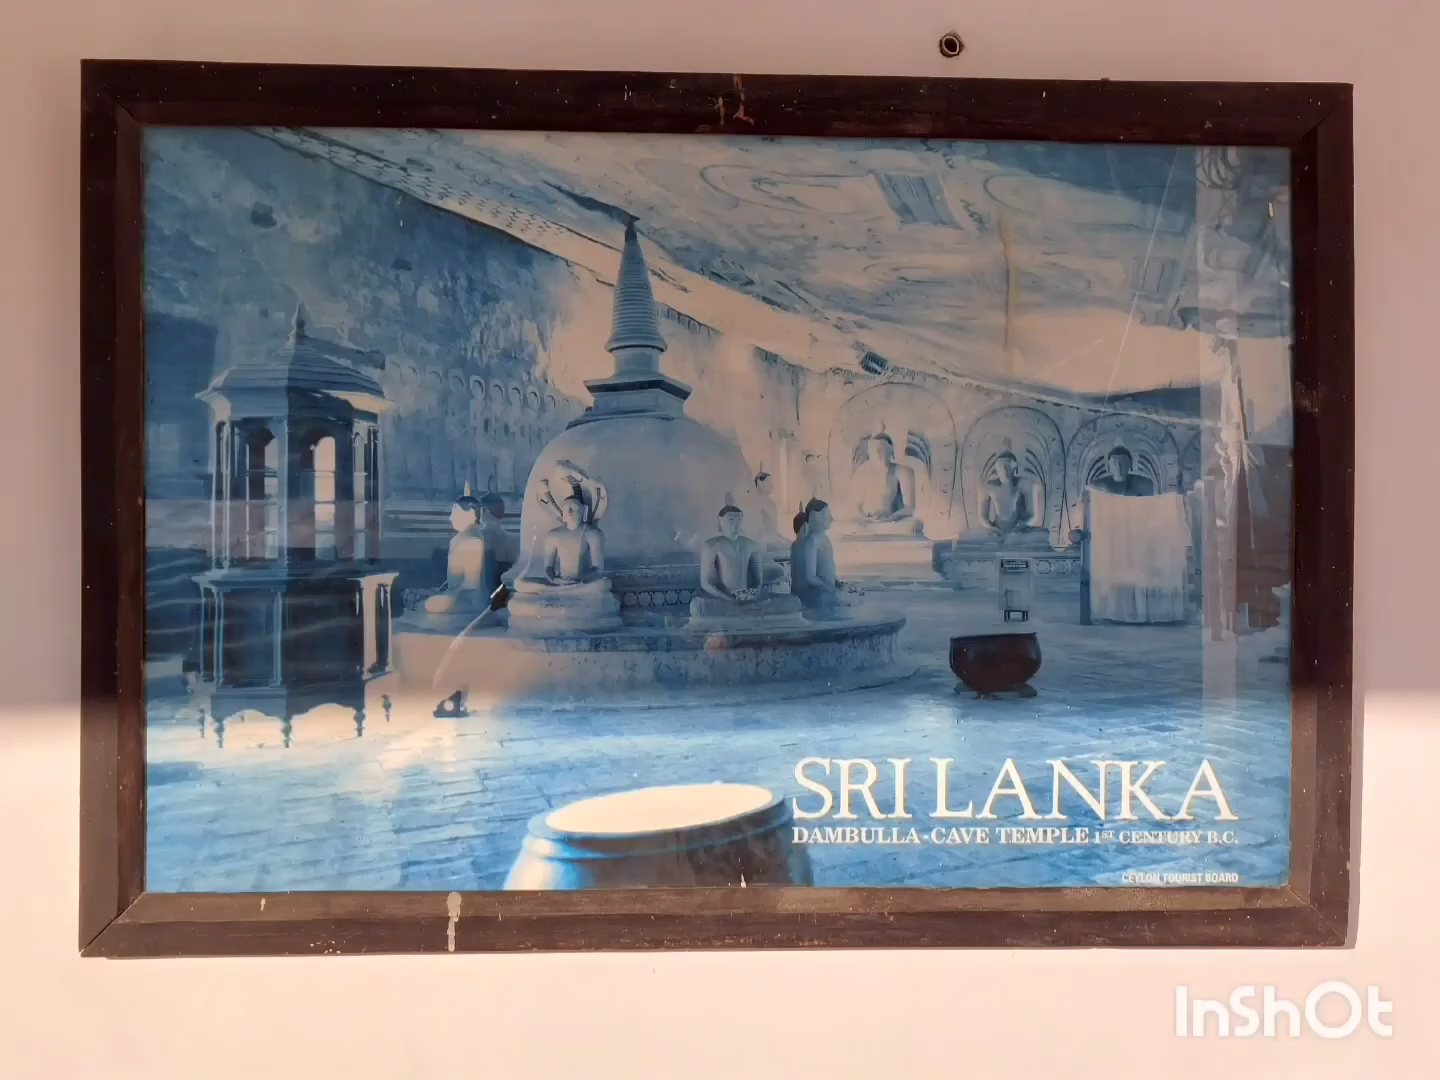 SRI LANKA
DAMBULLA-CAVE TEMPLE 1ST CENTURY B.C.
CEYLON TOURIST BOARD
InShOt